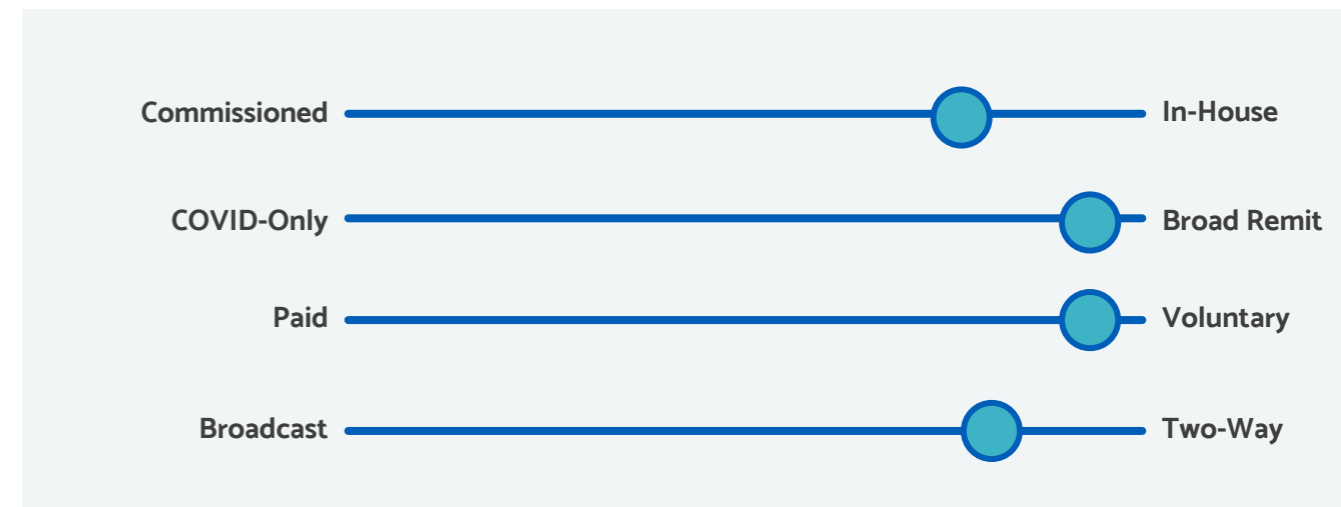 Commissioned In-House
COVID-Only Broad Remit
Paid Voluntary
Broadcast Two-Way